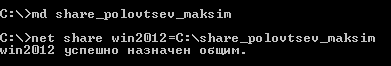 C:\>md share_polovtsev_maksim
C:\>net share win2012=C:\share_polovtsev_maksim
win2012 успешно назначен общим.